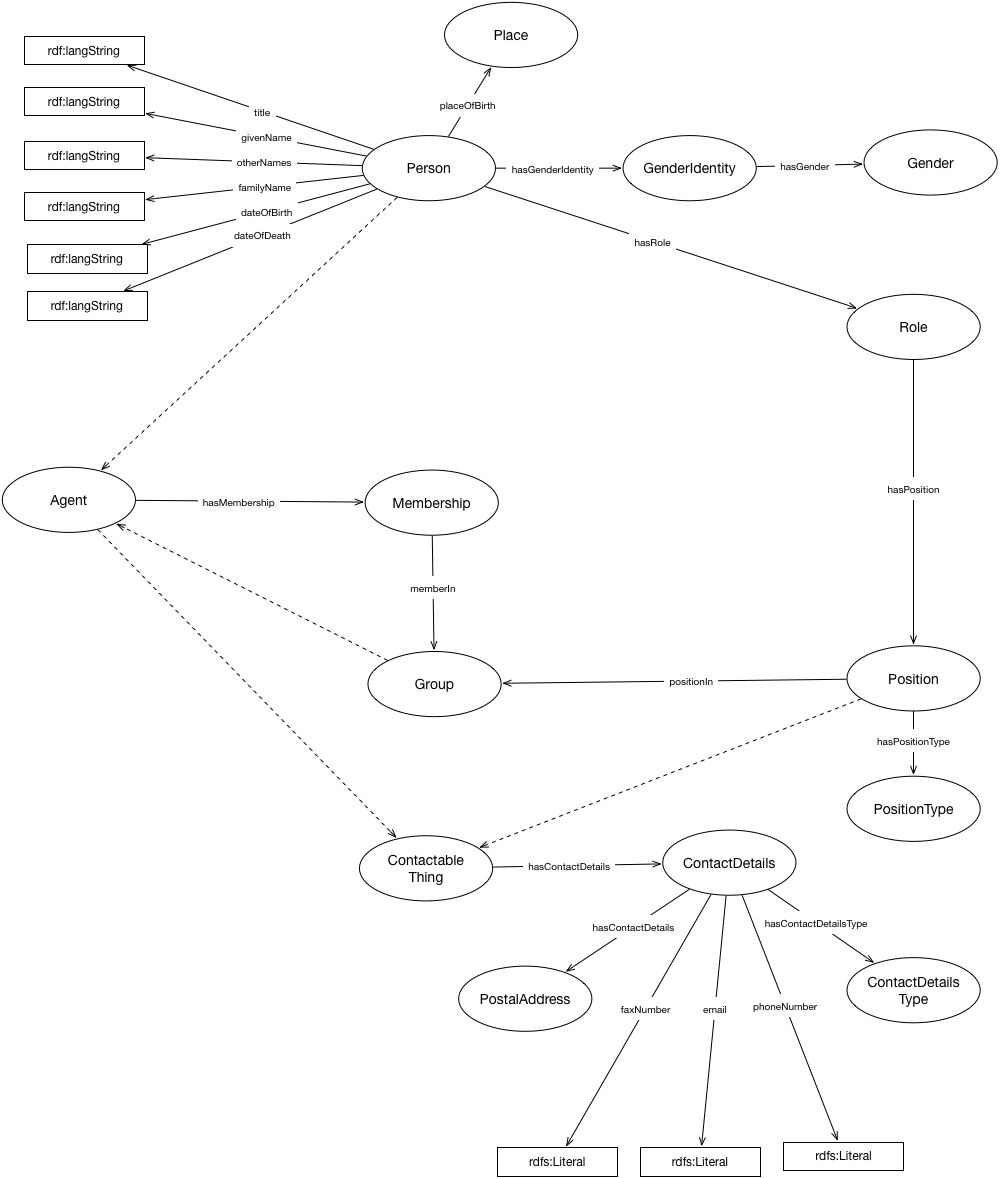 Place
rdf:langString
rdf:langString
placeOfBirth
title
givenName
rdf:langString
otherNames
Person
hasGenderIdentity
GenderIdentity
hasGender
Gender
familyName
rdf:langString
dateOfBirth
dateOfDeath
hasRole
rdf:langString
rdf:langString
Role
Agent
hasMembership
Membership
hasPosition
memberIn
Group
positionIn
Position
hasPositionType
PositionType
Contactable
Thing
hasContactDetails
ContactDetails
hasContactDetails
hasContactDetailsType
PostalAddress
ContactDetails
Type
faxNumber
email
phoneNumber
rdfs:Literal
rdfs:Literal
rdfs:Literal